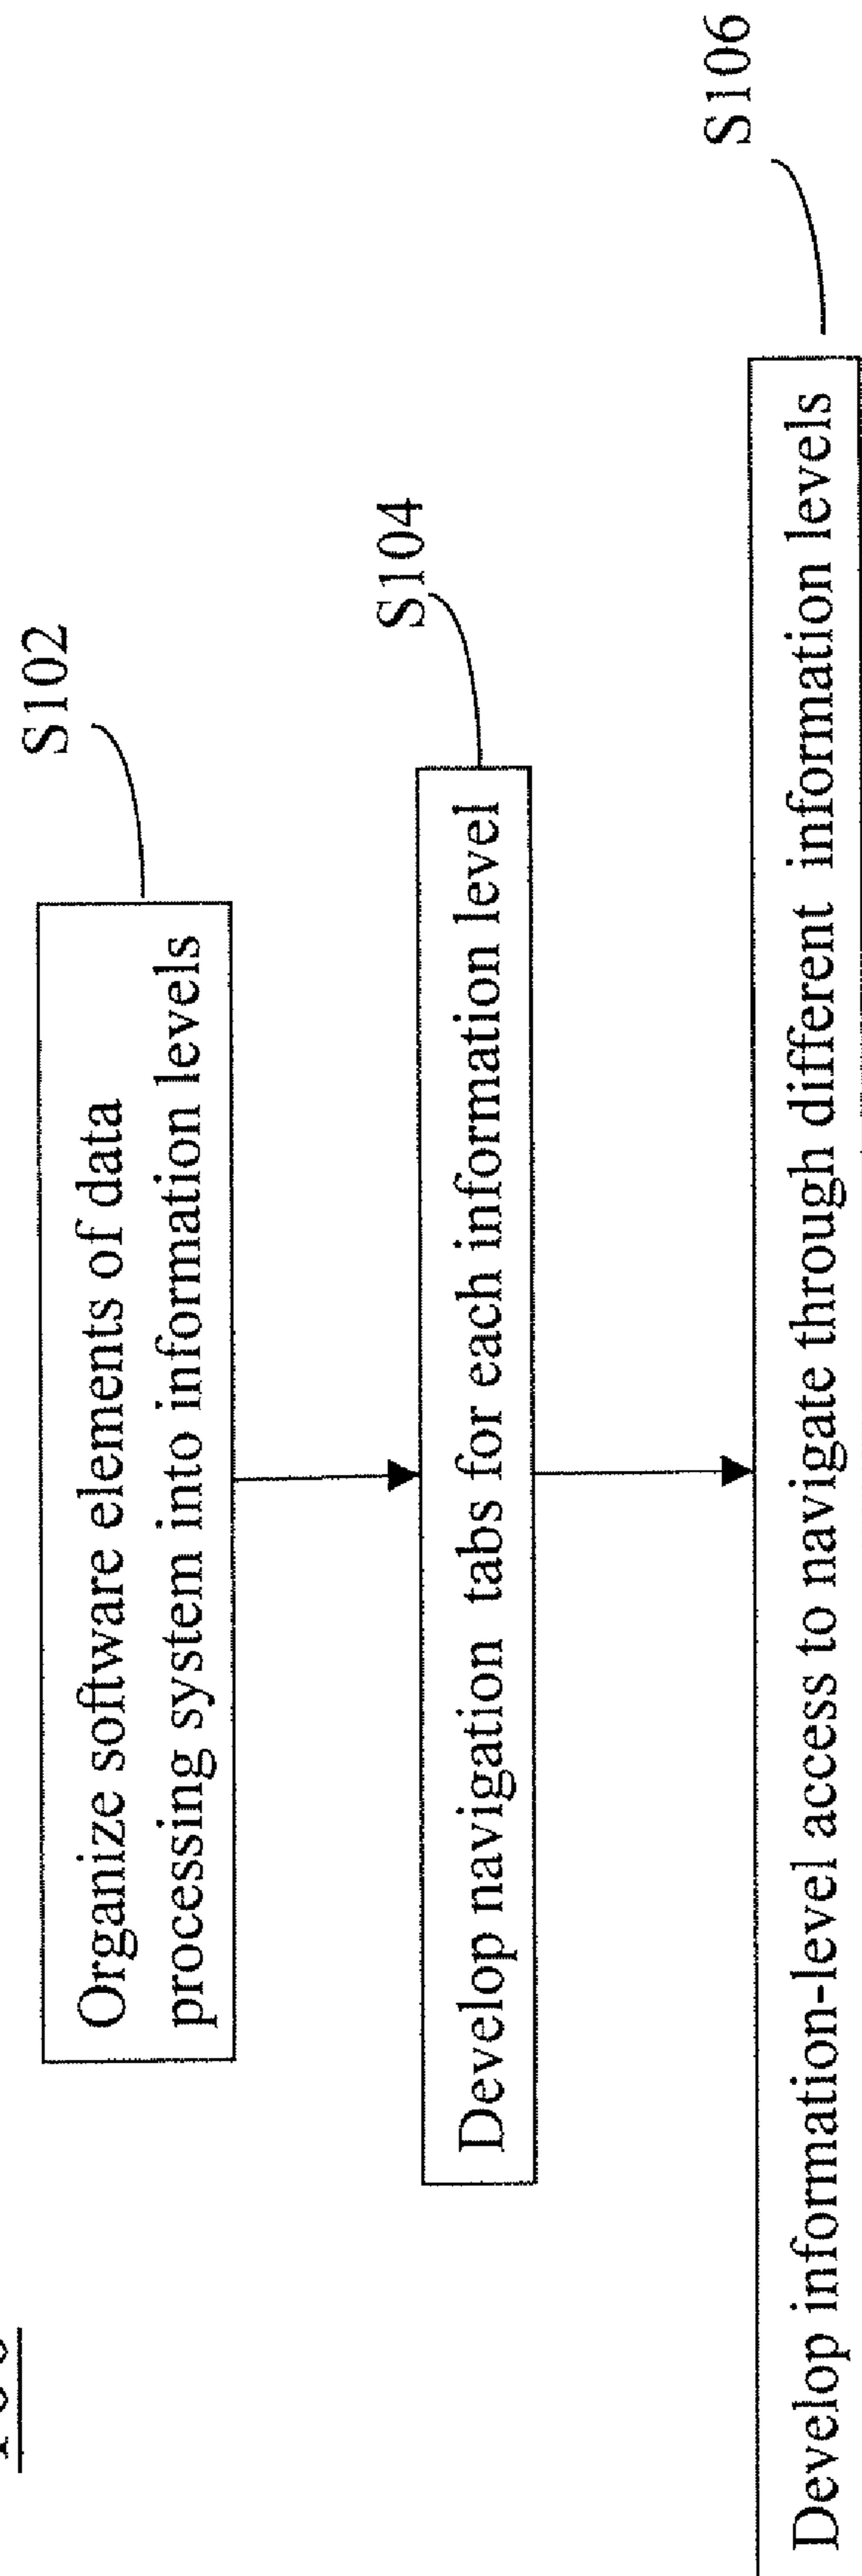 S102
Organize software elements of data
processing system into information levels
S104
Develop navigation tabs for each information level
S106
Develop information-level access to navigate through different information levels